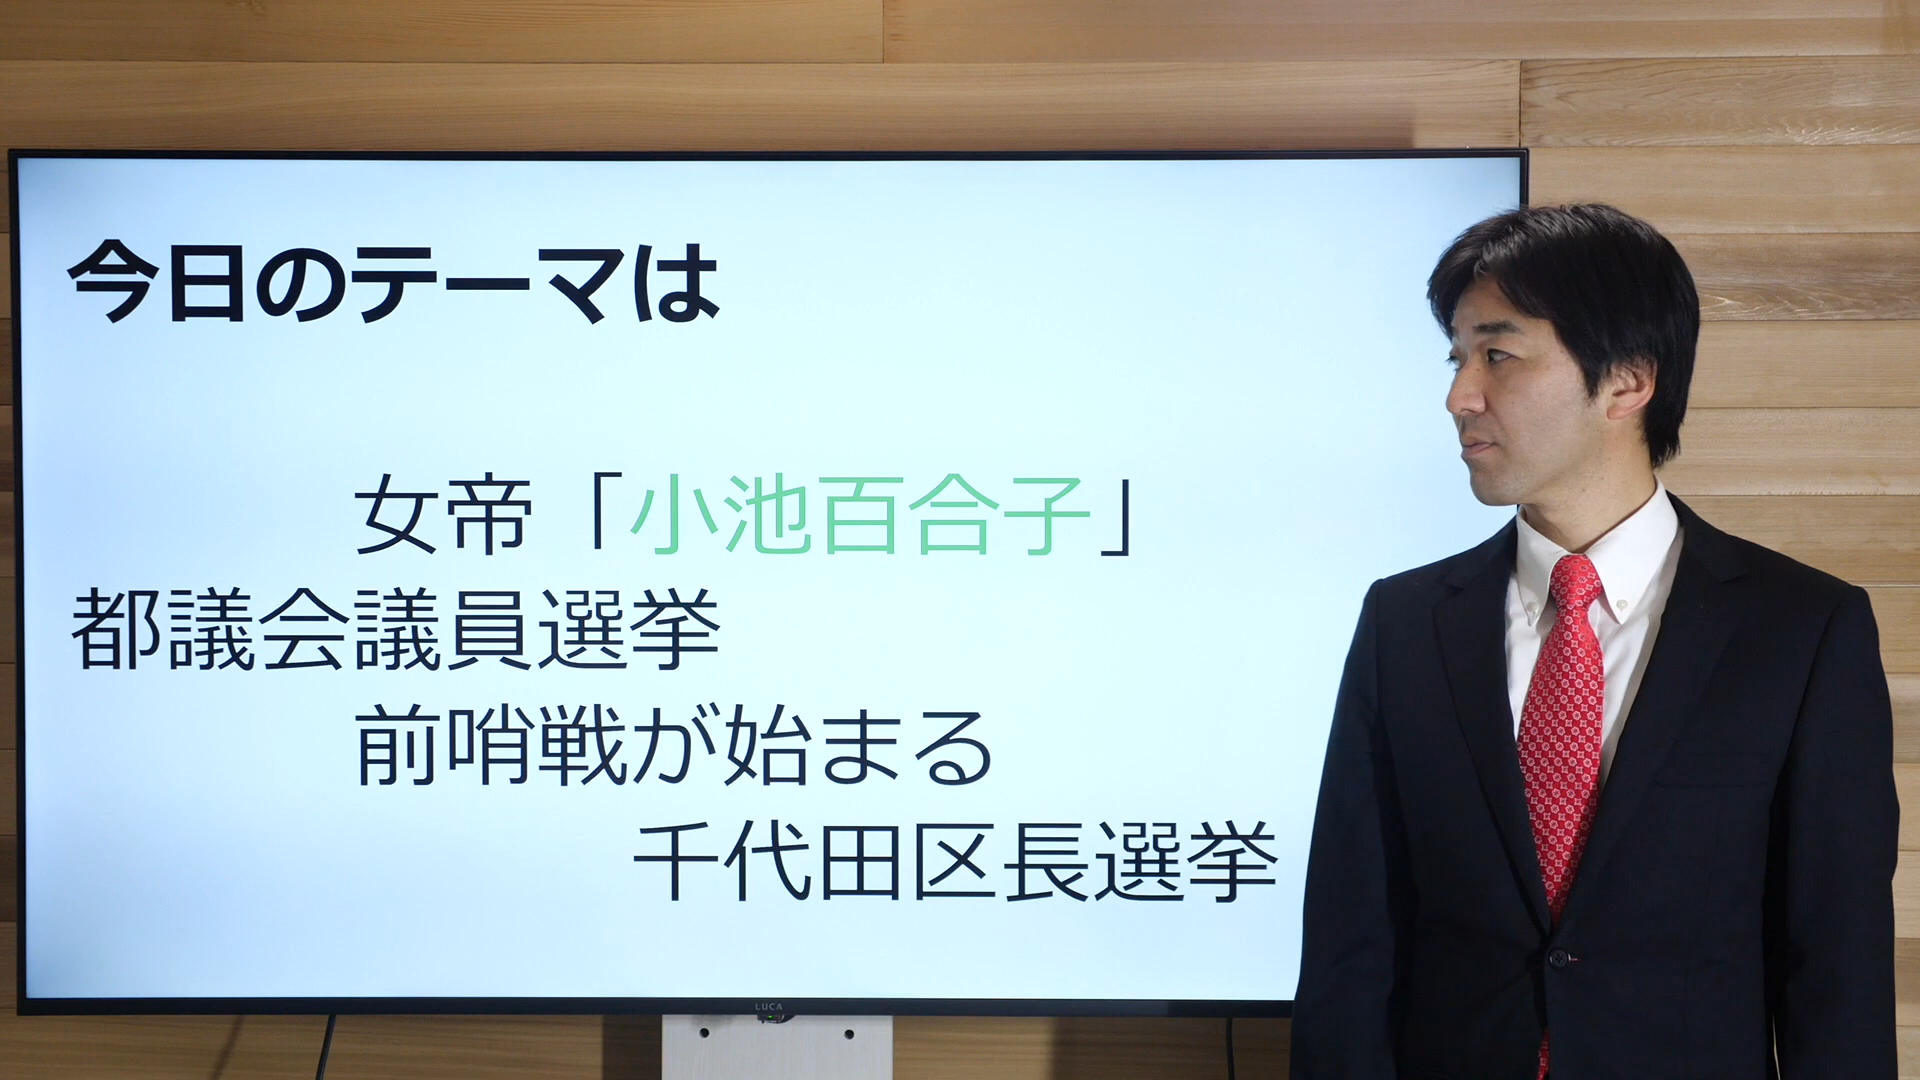 今日のテーマは
女帝「小池百合子」
都議会議員選挙
前哨戦が始まる
千代田区長選挙
LUCA